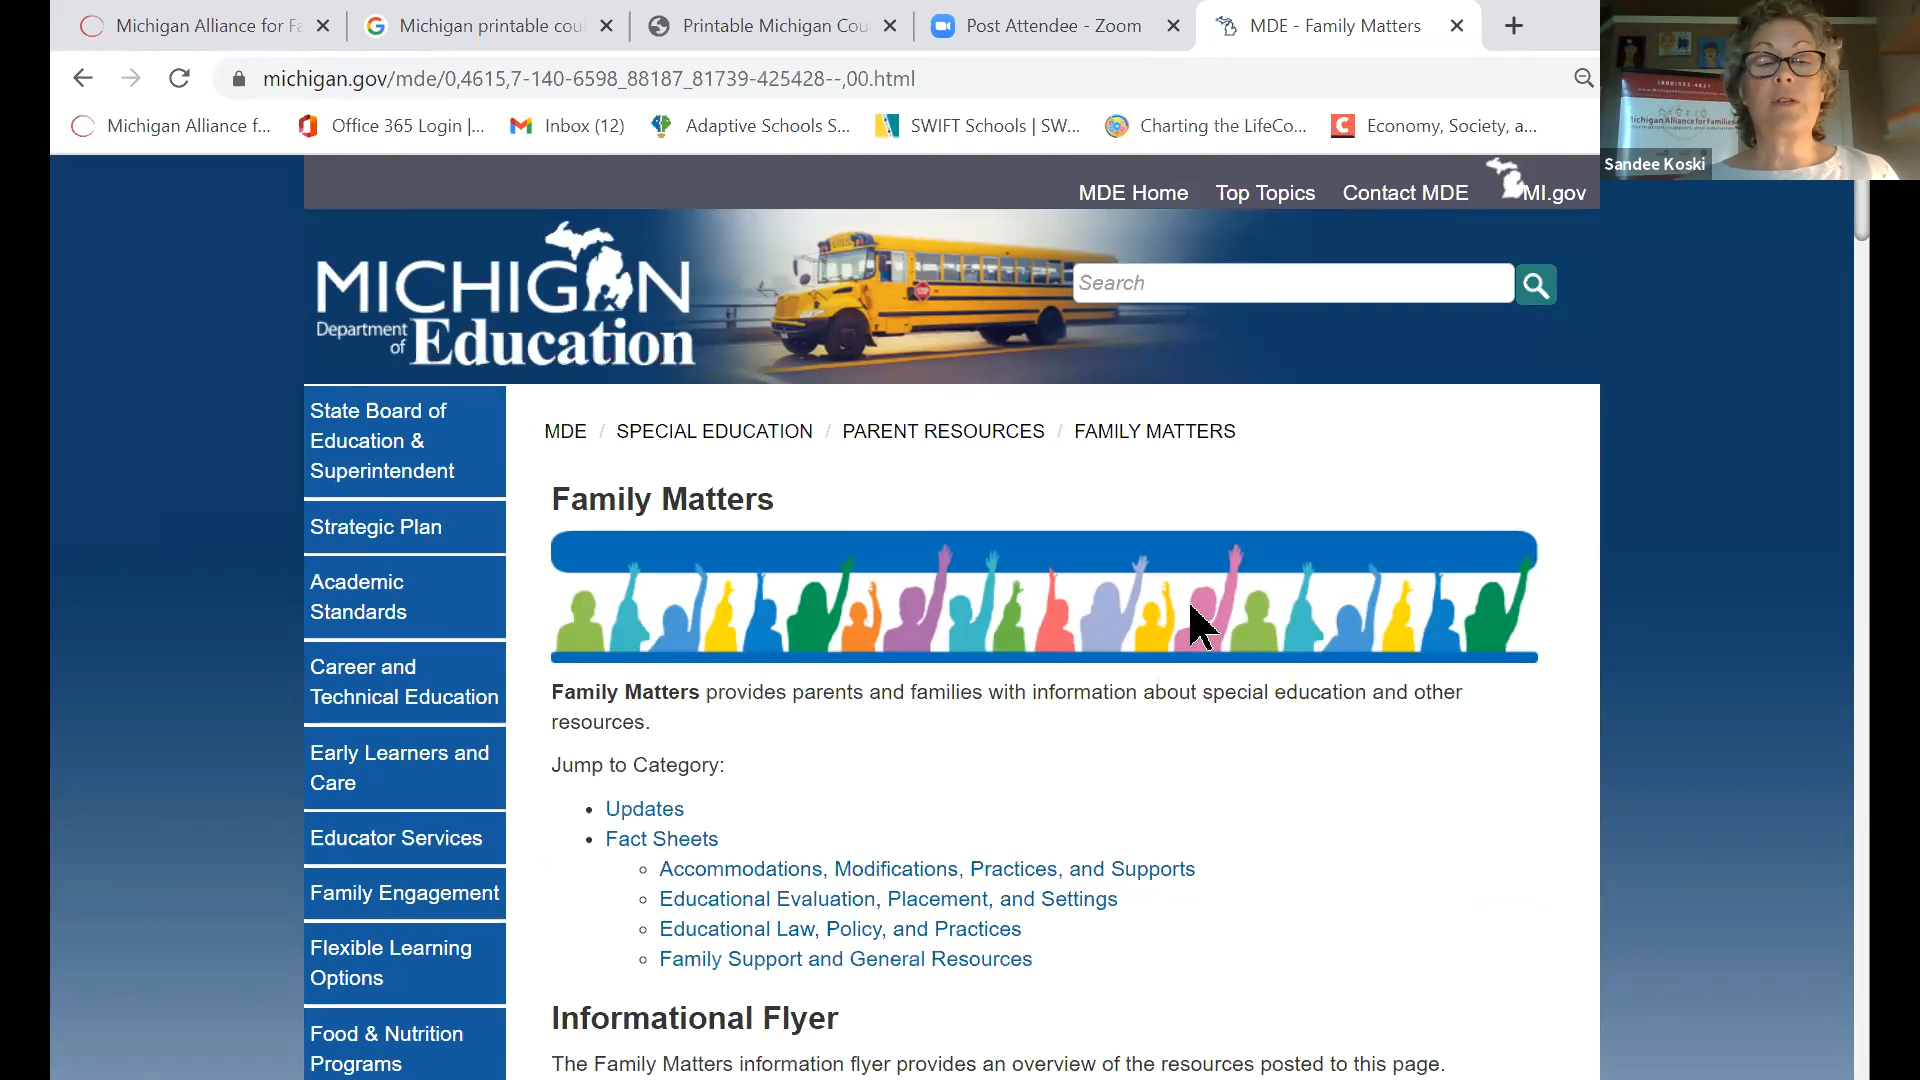 Michigan Alliance for Fa
Michigan printable cou
Printable Michigan Cou
Post Attendee - Zoom
MDE - Family Matters
michigan.gov/mde/0,4615,7-140-6598_88187_81739-425428--,00.html
Michigan Alliance f...
Office 365 Login |...
Inbox (12)
Adaptive Schools S...
SWIFT Schools | SW...
Charting the LifeCo...
Economy, Society, a...
Michigan Alliance for Families
Sandee Koski
MDE Home
Top Topics
Contact MDE
MI.gov
MICHIGAN
Department
of Education
Search
State Board of
Education &
Superintendent
Strategic Plan
Academic
Standards
Career and
Technical Education
Early Learners and
Care
Educator Services
Family Engagement
Flexible Learning
Options
Food & Nutrition
Programs
MDE / SPECIAL EDUCATION / PARENT RESOURCES / FAMILY MATTERS
Family Matters
Family Matters provides parents and families with information about special education and other
resources.
Jump to Category:
• Updates
• Fact Sheets
◦ Accommodations, Modifications, Practices, and Supports
◦ Educational Evaluation, Placement, and Settings
◦ Educational Law, Policy, and Practices
◦ Family Support and General Resources
Informational Flyer
The Family Matters information flyer provides an overview of the resources posted to this page.